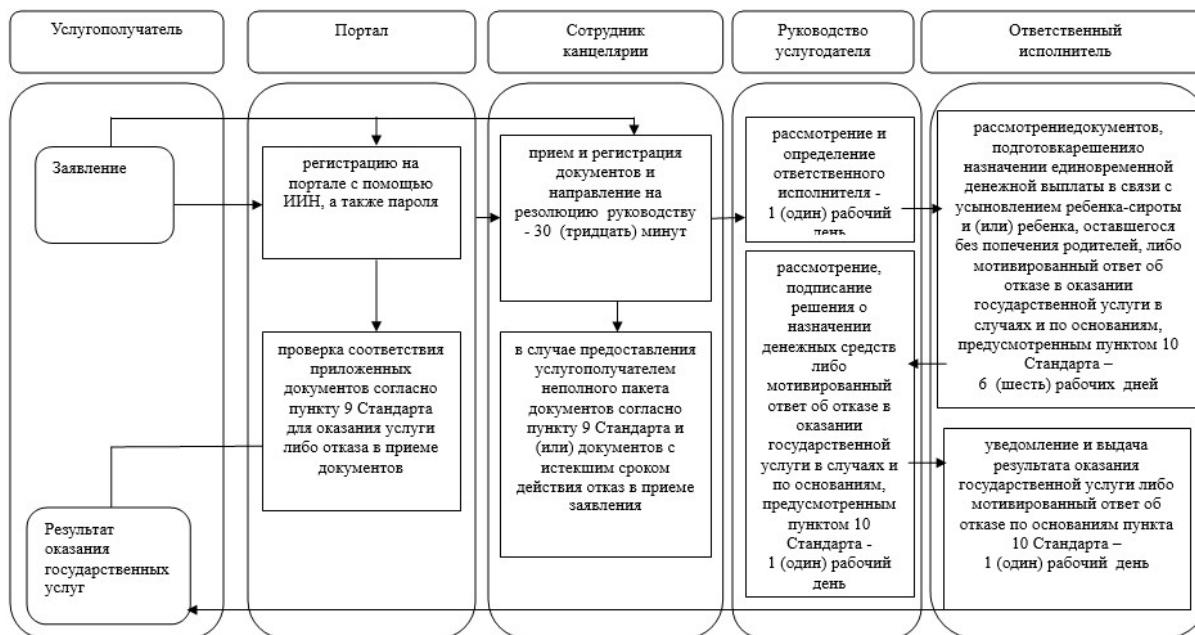 Услугополучатель
Портал
Сотрудник
канцелярии
Руководство
услугодателя
Ответственный
исполнитель
Заявление
регистрацию на
портале с помощью
ИИН, а также пароля
прием и регистрация
документов и
направление на
резолюцию руководству
- 30 (тридцать) минут
рассмотрение и
определение
ответственного
исполнителя -
1 (один) рабочий
день
рассмотрениедокументов,
подготовкарешенияо
назначении единовременной
денежной выплаты в связи с
усыновлением ребенка-сироты
и (или) ребенка, оставшегося
без попечения родителей, либо
мотивированный ответ об
отказе в оказании
государственной услуги в
случаях и по основаниям,
предусмотренным пунктом 10
Стандарта –
6 (шесть) рабочих дней
проверка соответствия
приложенных
документов согласно
пункту 9 Стандарта
для оказания услуги
либо отказа в приеме
документов
в случае предоставления
услугополучателем
неполного пакета
документов согласно
пункту 9 Стандарта и
(или) документов с
истекшим сроком
действия отказ в приеме
заявления
рассмотрение,
подписание
решения о
назначении
денежных средств
либо
мотивированный
ответ об отказе в
оказании
государственной
услуги в случаях и
по основаниям,
предусмотренным
пунктом 10
Стандарта -
1 (один) рабочий
день
уведомление и выдача
результата оказания
государственной услуги либо
мотивированный ответ об
отказе по основаниям пункта
10 Стандарта –
1 (один) рабочий день
Результат
оказания
государственных
услуг